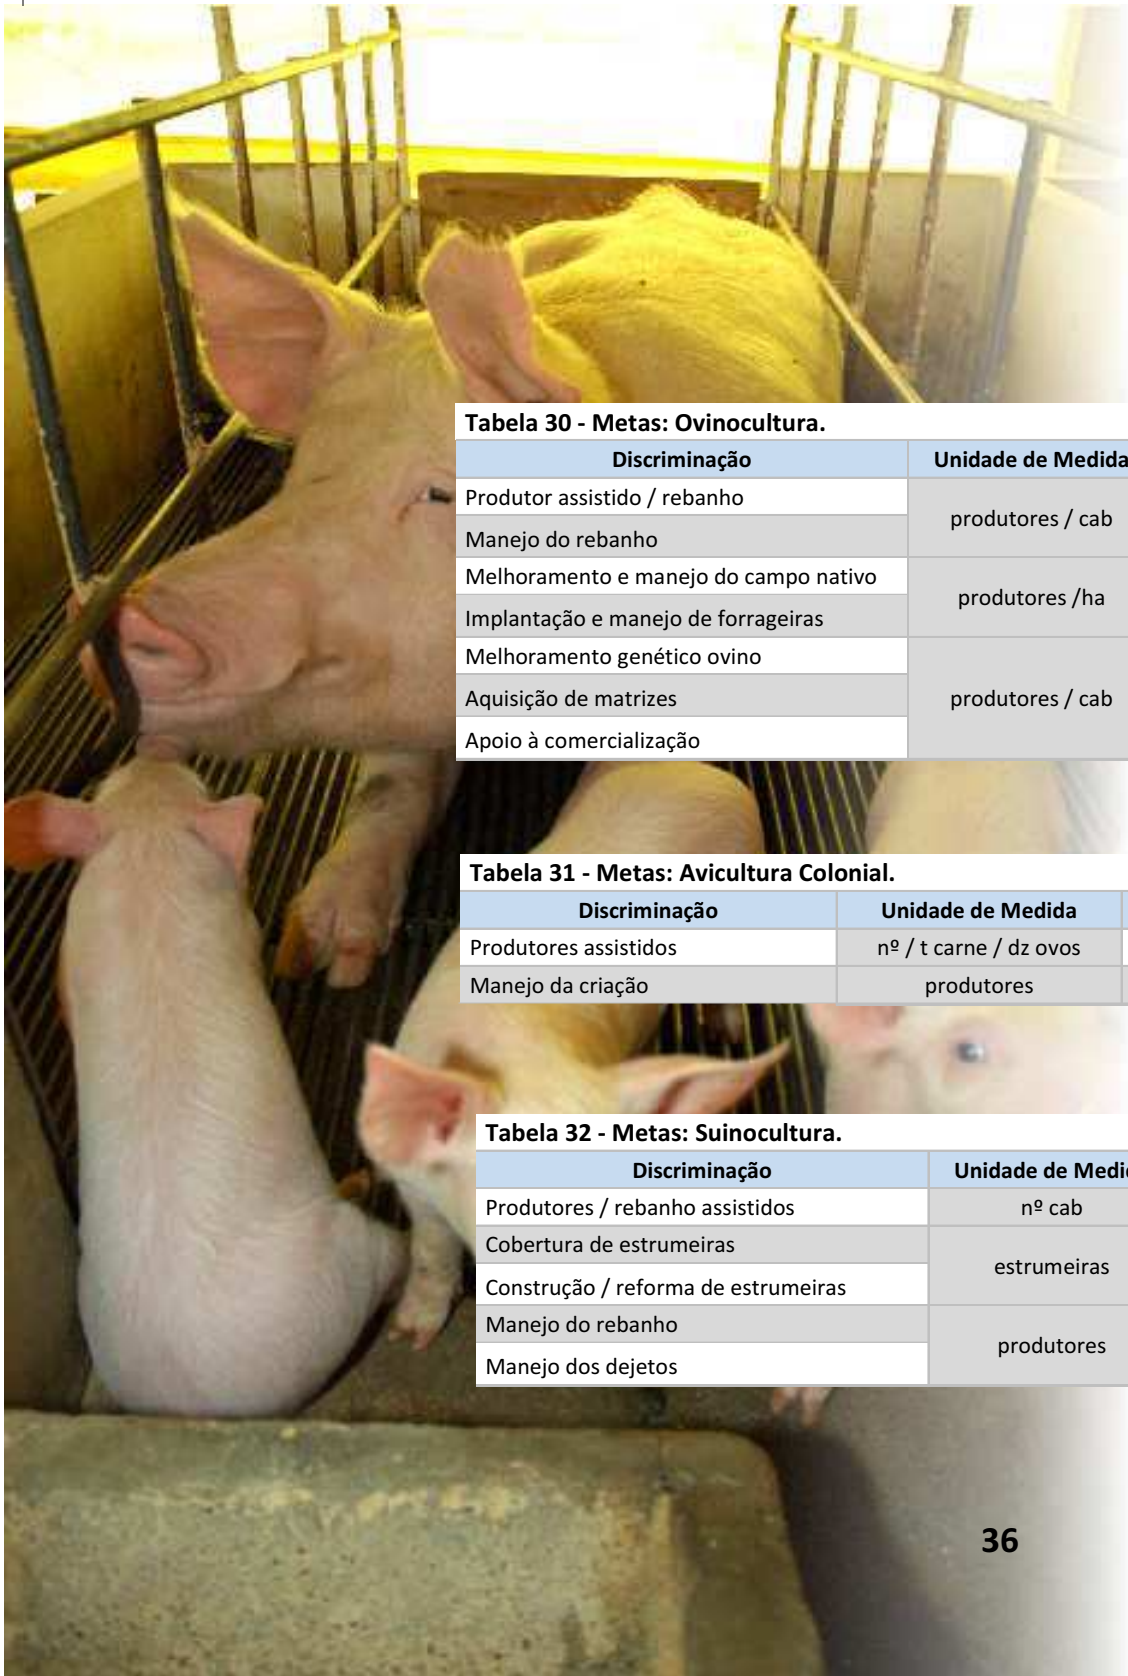 Tabela 30 - Metas: Ovinocultura.
Discriminação Unidade de Medida
Produtor assistido / rebanho produtores / cab
Manejo do rebanho
Melhoramento e manejo do campo nativo produtores /ha
Implantação e manejo de forrageiras
Melhoramento genético ovino
Aquisição de matrizes produtores / cab
Apoio à comercialização
Tabela 31 - Metas: Avicultura Colonial.
Discriminação Unidade de Medida
Produtores assistidos nº / t carne / dz ovos
Manejo da criação produtores
Tabela 32 - Metas: Suinocultura.
Discriminação Unidade de Medi
Produtores / rebanho assistidos nº cab
Cobertura de estrumeiras estrumeiras
Construção / reforma de estrumeiras
Manejo do rebanho produtores
Manejo dos dejetos
36